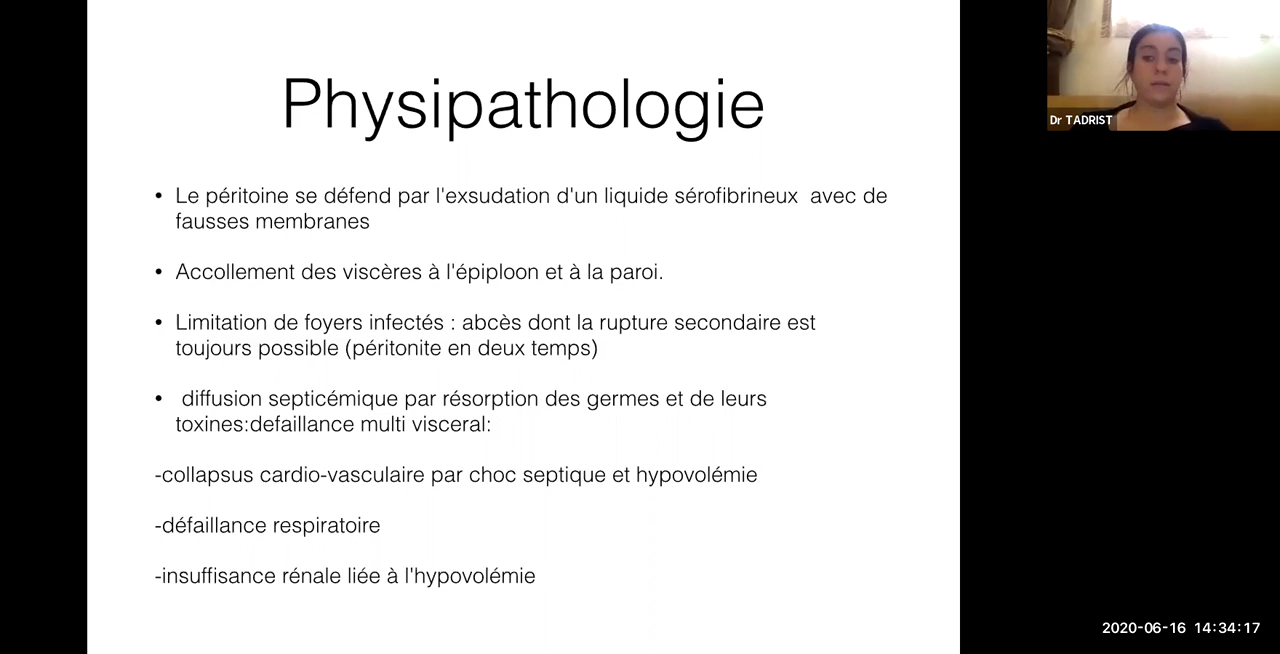 Physipathologie
• Le péritoine se défend par l'exsudation d'un liquide sérofibrineux  avec de
fausses membranes
• Accollement des viscères à l'épiploon et à la paroi.
• Limitation de foyers infectés : abcès dont la rupture secondaire est
toujours possible (péritonite en deux temps)
•  diffusion septicémique par résorption des germes et de leurs
toxines:defaillance multi visceral:
-collapsus cardio-vasculaire par choc septique et hypovolémie
-défaillance respiratoire
-insuffisance rénale liée à l'hypovolémie
Dr TADRIST
2020-06-16 14:34:17